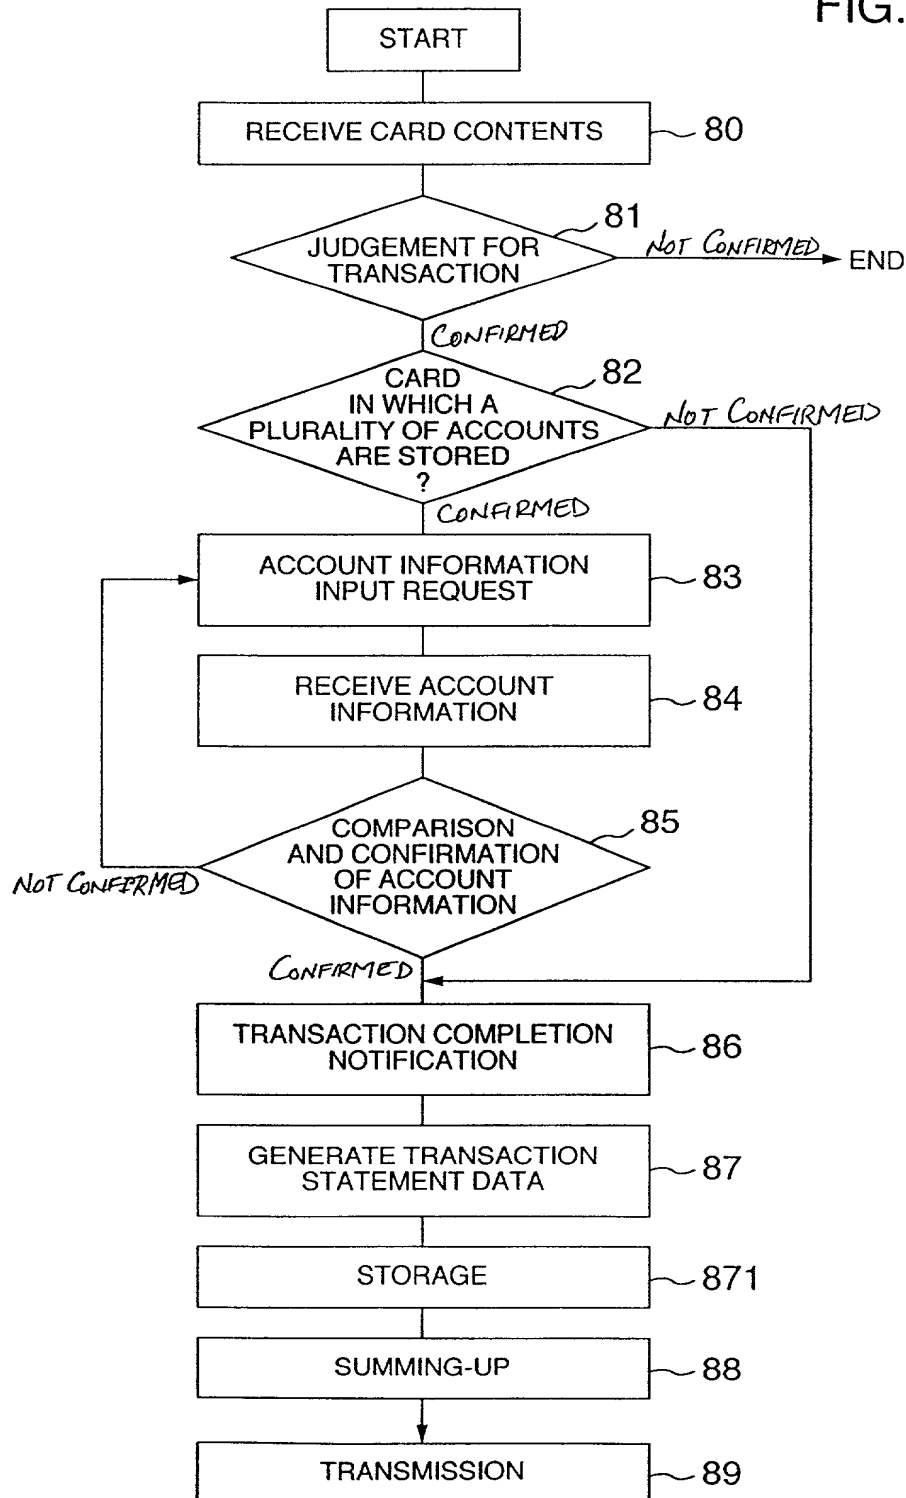 FIG.
START
RECEIVE CARD CONTENTS
80
81
JUDGEMENT FOR
TRANSACTION
NOT CONFIRMED
END
CONFIRMED
82
CARD
IN WHICH A
PLURALITY OF ACCOUNTS
ARE STORED
?
NOT CONFIRMED
CONFIRMED
ACCOUNT INFORMATION
INPUT REQUEST
83
RECEIVE ACCOUNT
INFORMATION
84
85
COMPARISON
AND CONFIRMATION
OF ACCOUNT
INFORMATION
NOT CONFIRMED
CONFIRMED
TRANSACTION COMPLETION
NOTIFICATION
86
GENERATE TRANSACTION
STATEMENT DATA
87
STORAGE
871
SUMMING-UP
88
TRANSMISSION
89